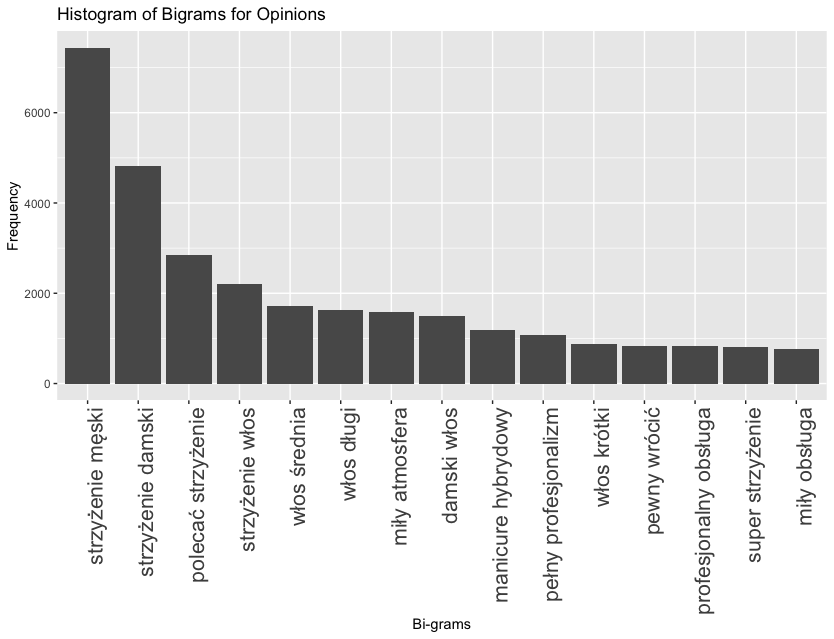 Histogram of Bigrams for Opinions
Frequency
6000
4000
2000
0
strzyżenie męski
strzyżenie damski
polecać strzyżenie
strzyżenie włos
włos średnia
włos długi
miły atmosfera
damski włos
manicure hybrydowy
pełny profesjonalizm
włos krótki
pewny wrócić
profesjonalny obsługa
super strzyżenie
miły obsługa
Bi-grams